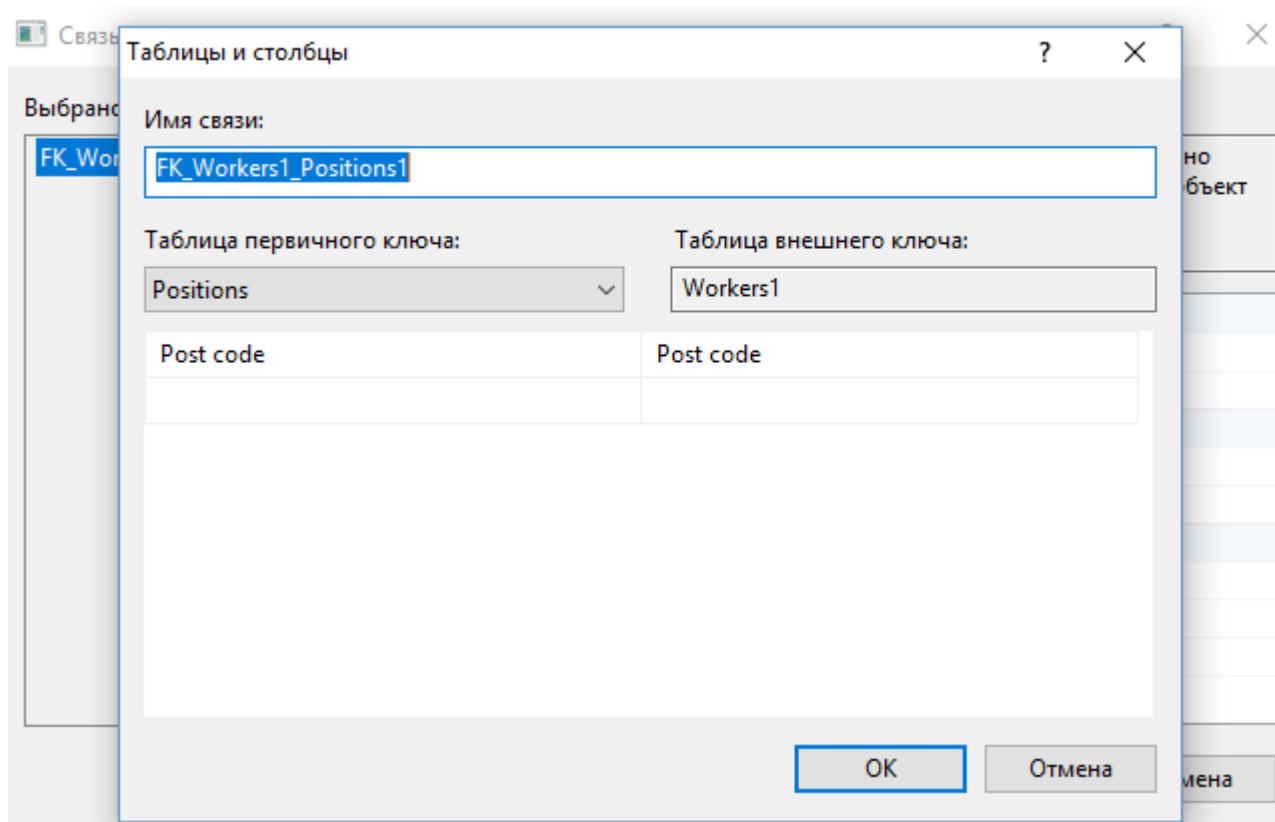 Связь
Таблицы и столбцы
?
Выбрано
Имя связи:
FK_Wor
FK_Workers1_Positions1
но
бъект
Таблица первичного ключа:
Таблица внешнего ключа:
Positions
Workers1
Post code
Post code
OK
Отмена
мена